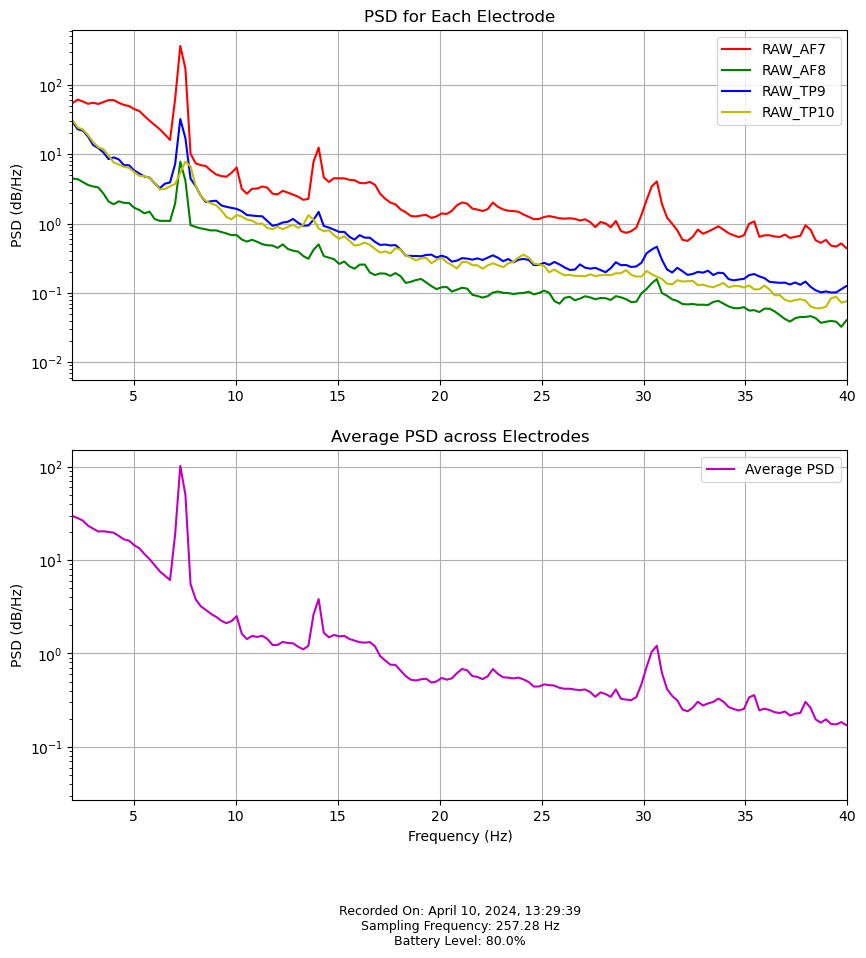 PSD for Each Electrode
PSD (dB/Hz)
10²
10¹
10⁰
10⁻¹
10⁻²
RAW_AF7
RAW_AF8
RAW_TP9
RAW_TP10
5 10 15 20 25 30 35 40
Average PSD across Electrodes
PSD (dB/Hz)
10²
10¹
10⁰
10⁻¹
Average PSD
5 10 15 20 25 30 35 40
Frequency (Hz)
Recorded On: April 10, 2024, 13:29:39
Sampling Frequency: 257.28 Hz
Battery Level: 80.0%